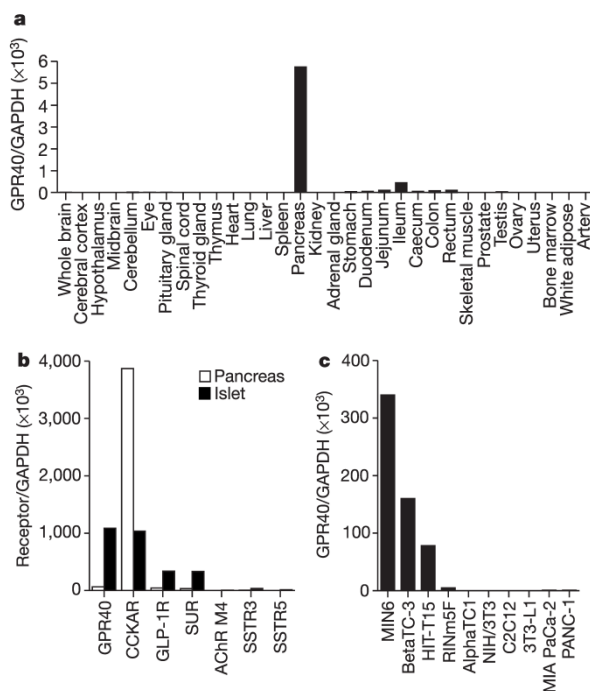 a
GPR40/GAPDH (×10³)
6
5
4
3
2
1
0
Whole brain
Cerebral cortex
Hypothalamus
Midbrain
Cerebellum
Eye
Pituitary gland
Spinal cord
Thyroid gland
Thymus
Heart
Lung
Liver
Spleen
Pancreas
Kidney
Adrenal gland
Stomach
Duodenum
Jejunum
Ileum
Caecum
Colon
Rectum
Skeletal muscle
Prostate
Testis
Ovary
Uterus
Bone marrow
White adipose
Artery
b
Receptor/GAPDH (×10³)
4,000
3,000
2,000
1,000
0
Pancreas
Islet
GPR40
CCKAR
GLP-1R
SUR
AChR M4
SSTR3
SSTR5
c
GPR40/GAPDH (×10³)
400
300
200
100
0
MIN6
BetaTC-3
HIT-T15
RINm5F
AlphaTC1
NIH/3T3
C2C12
3T3-L1
MIA PaCa-2
PANC-1